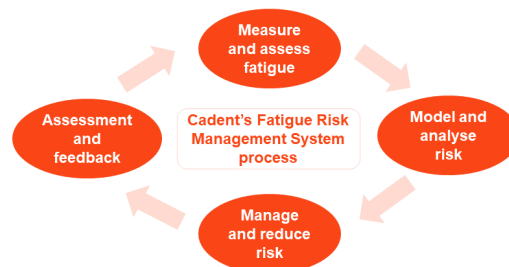 Measure
and assess
fatigue
Assessment
and
feedback
Cadent's Fatigue Risk
Management System
process
Model and
analyse
risk
Manage
and reduce
risk